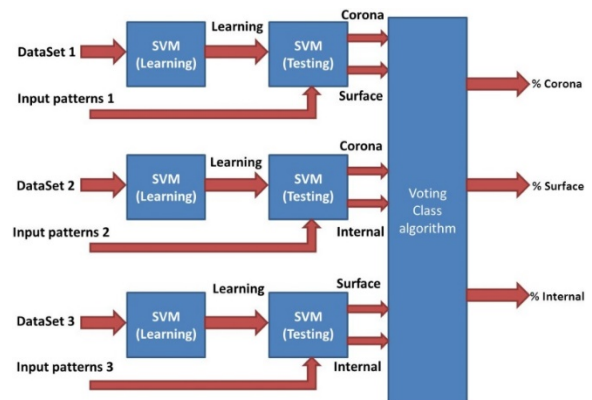 Corona
Learning
DataSet 1
SVM
(Learning)
SVM
(Testing)
Surface
Input patterns 1
% Corona
Corona
Learning
DataSet 2
SVM
(Learning)
SVM
(Testing)
Internal
Input patterns 2
Voting
Class
algorithm
% Surface
Surface
Learning
DataSet 3
SVM
(Learning)
SVM
(Testing)
Internal
Input patterns 3
% Internal